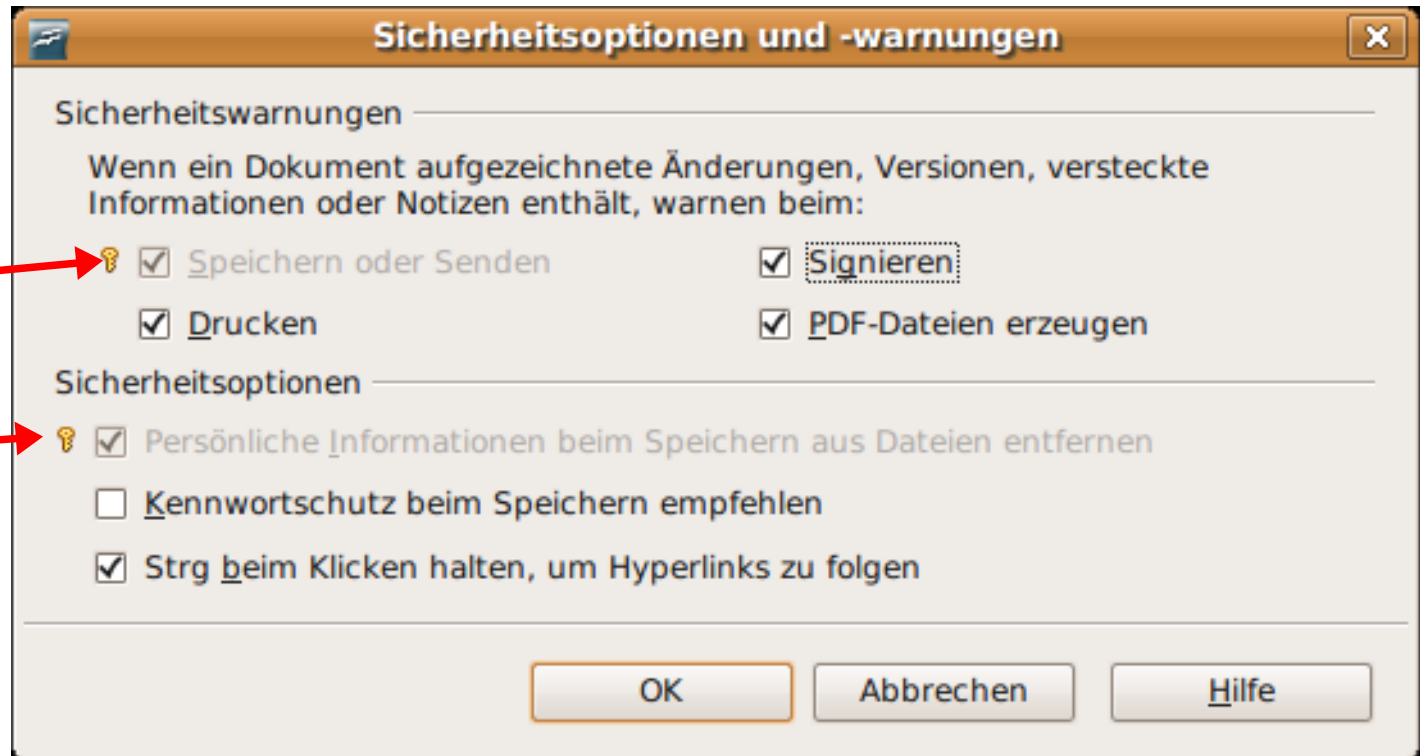 Sicherheitsoptionen und -warnungen
Sicherheitswarnungen
Wenn ein Dokument aufgezeichnete Änderungen, Versionen, versteckte
Informationen oder Notizen enthält, warnen beim:
Speichern oder Senden
Signieren
Drucken
PDF-Dateien erzeugen
Sicherheitsoptionen
Persönliche Informationen beim Speichern aus Dateien entfernen
Kennwortschutz beim Speichern empfehlen
Strg beim Klicken halten, um Hyperlinks zu folgen
OK
Abbrechen
Hilfe